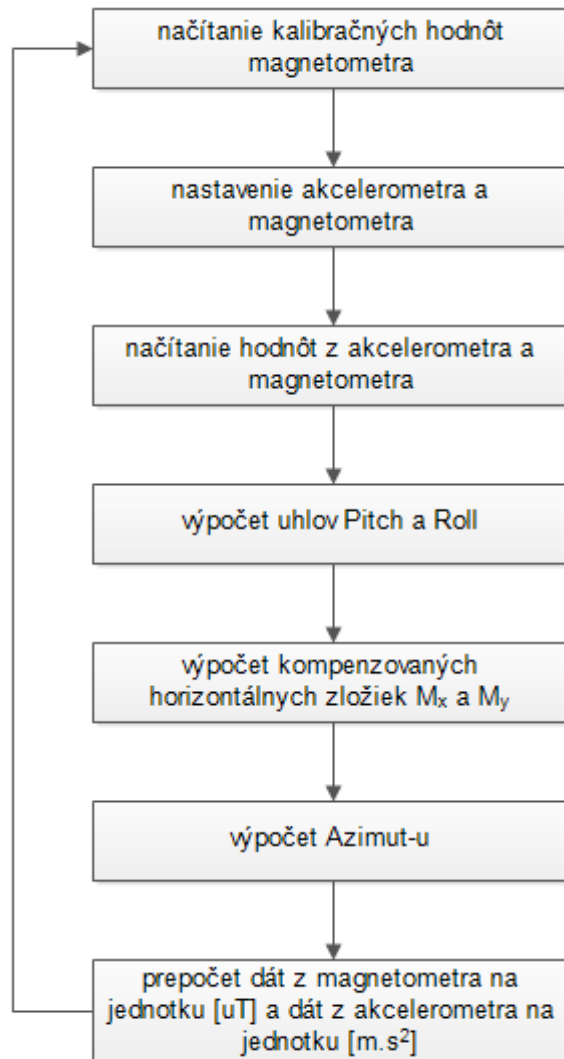 načítanie kalibračných hodnôt
magnetometra
nastavenie akcelerometra a
magnetometra
načítanie hodnôt z akcelerometra a
magnetometra
výpočet uhlov Pitch a Roll
výpočet kompenzovaných
horizontálnych zložiek Mₓ a Mᵧ
výpočet Azimut-u
prepočet dát z magnetometra na
jednotku [uT] a dát z akcelerometra na
jednotku [m.s²]